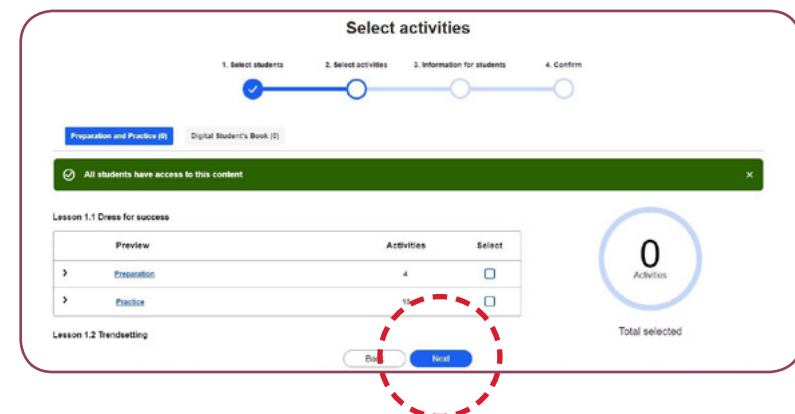 Select activities
1. Select students 2. Select activities 3. Information for students 4. Confirm
Preparation and Practice (0) Digital Student's Book (0)
All students have access to this content
Lesson 1.1 Dress for success
Preview Activities Select
Preparation 4
Practice
0
Activities
Total selected
Lesson 1.2 Trendsetting
Back Next